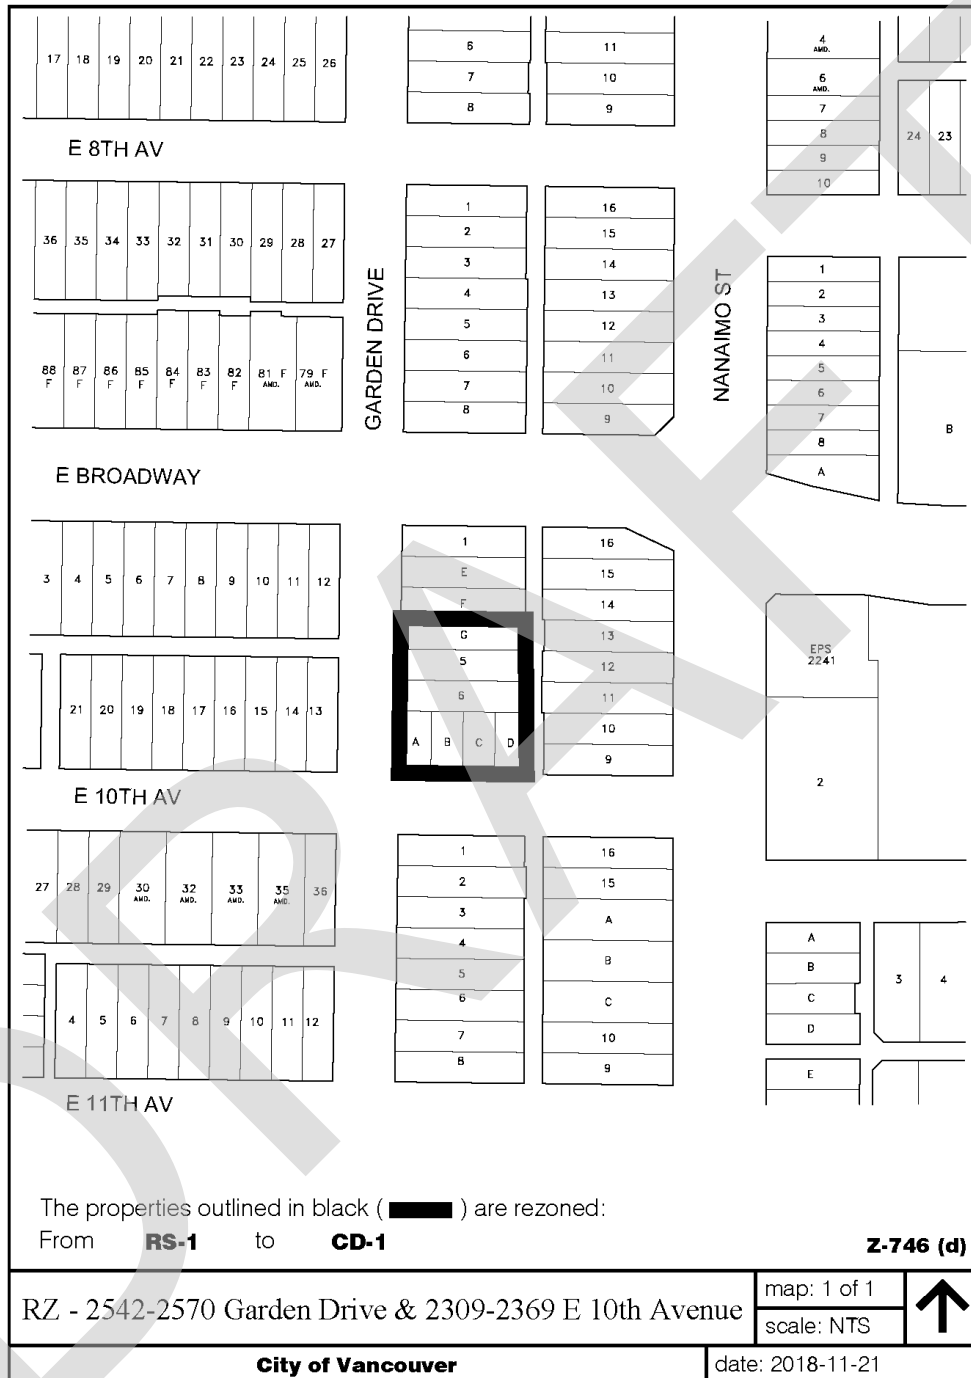 17 18 19 20 21 22 23 24 25 26
6
7
8
11
10
9
4
AMD.
6
AMD.
7
8
9
10
24 23
E 8TH AV
36 35 34 33 32 31 30 29 28 27
88 F 87 F 86 F 85 F 84 F 83 F 82 F 81 F AMD. 79 F AMD.
GARDEN DRIVE
1
2
3
4
5
6
7
8
16
15
14
13
12
11
10
9
NANAIMO ST
1
2
3
4
5
6
7
8
A
B
E BROADWAY
3 4 5 6 7 8 9 10 11 12
21 20 19 18 17 16 15 14 13
1
E
F
G
5
6
A B C D
16
15
14
13
12
11
10
9
EPS
2241
2
E 10TH AV
27 28 29 30 AMD. 32 AMD. 33 AMD. 35 AMD. 36
4 5 6 7 8 9 10 11 12
1
2
3
4
5
6
7
8
16
15
A
B
C
10
9
A
B
C
D
E
3 4
E 11TH AV
DRAFT
The properties outlined in black ( ) are rezoned:
From RS-1 to CD-1
Z-746 (d)
RZ - 2542-2570 Garden Drive & 2309-2369 E 10th Avenue
map: 1 of 1
scale: NTS
City of Vancouver
date: 2018-11-21